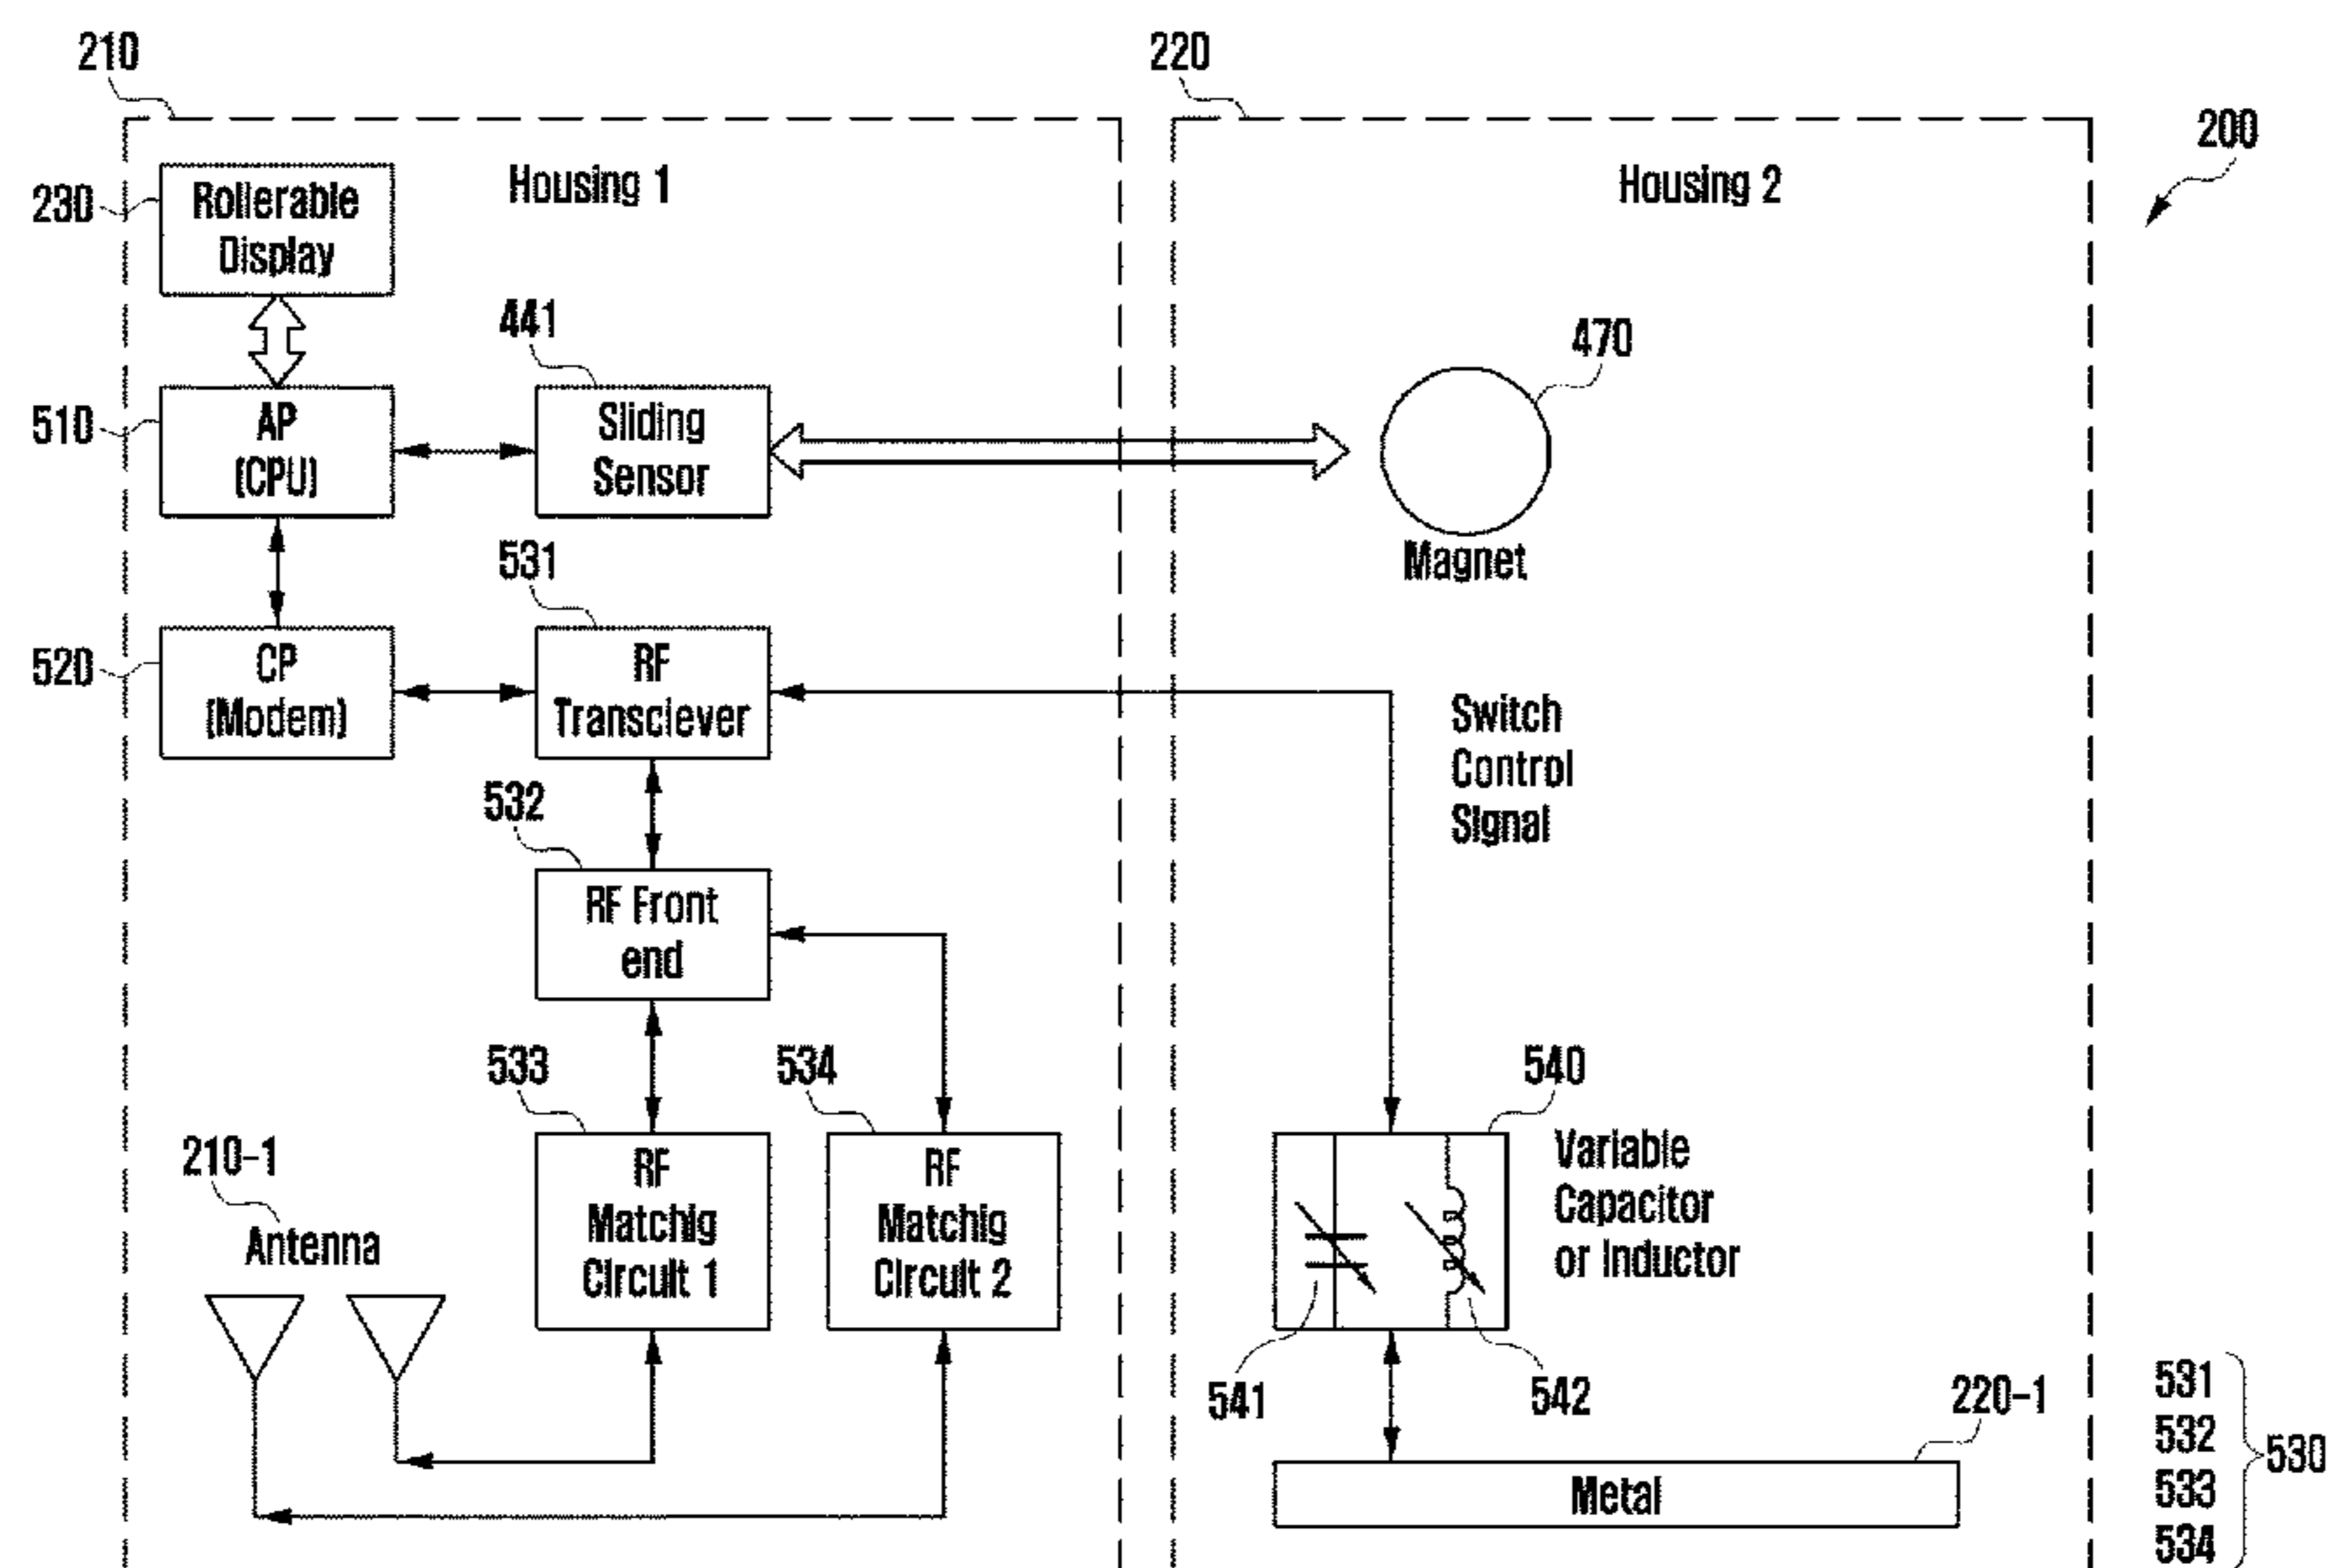 210
220
200
Housing 1
Housing 2
230
Rollerable
Display
441
470
510
AP
(CPU)
Sliding
Sensor
Magnet
531
520
CP
(Modem)
RF
Transciever
Switch
Control
Signal
532
RF Front
end
533
534
540
210-1
Antenna
RF
Matchig
Circuit 1
RF
Matchig
Circuit 2
Variable
Capacitor
or Inductor
541
542
220-1
Metal
531
532
533
534
530